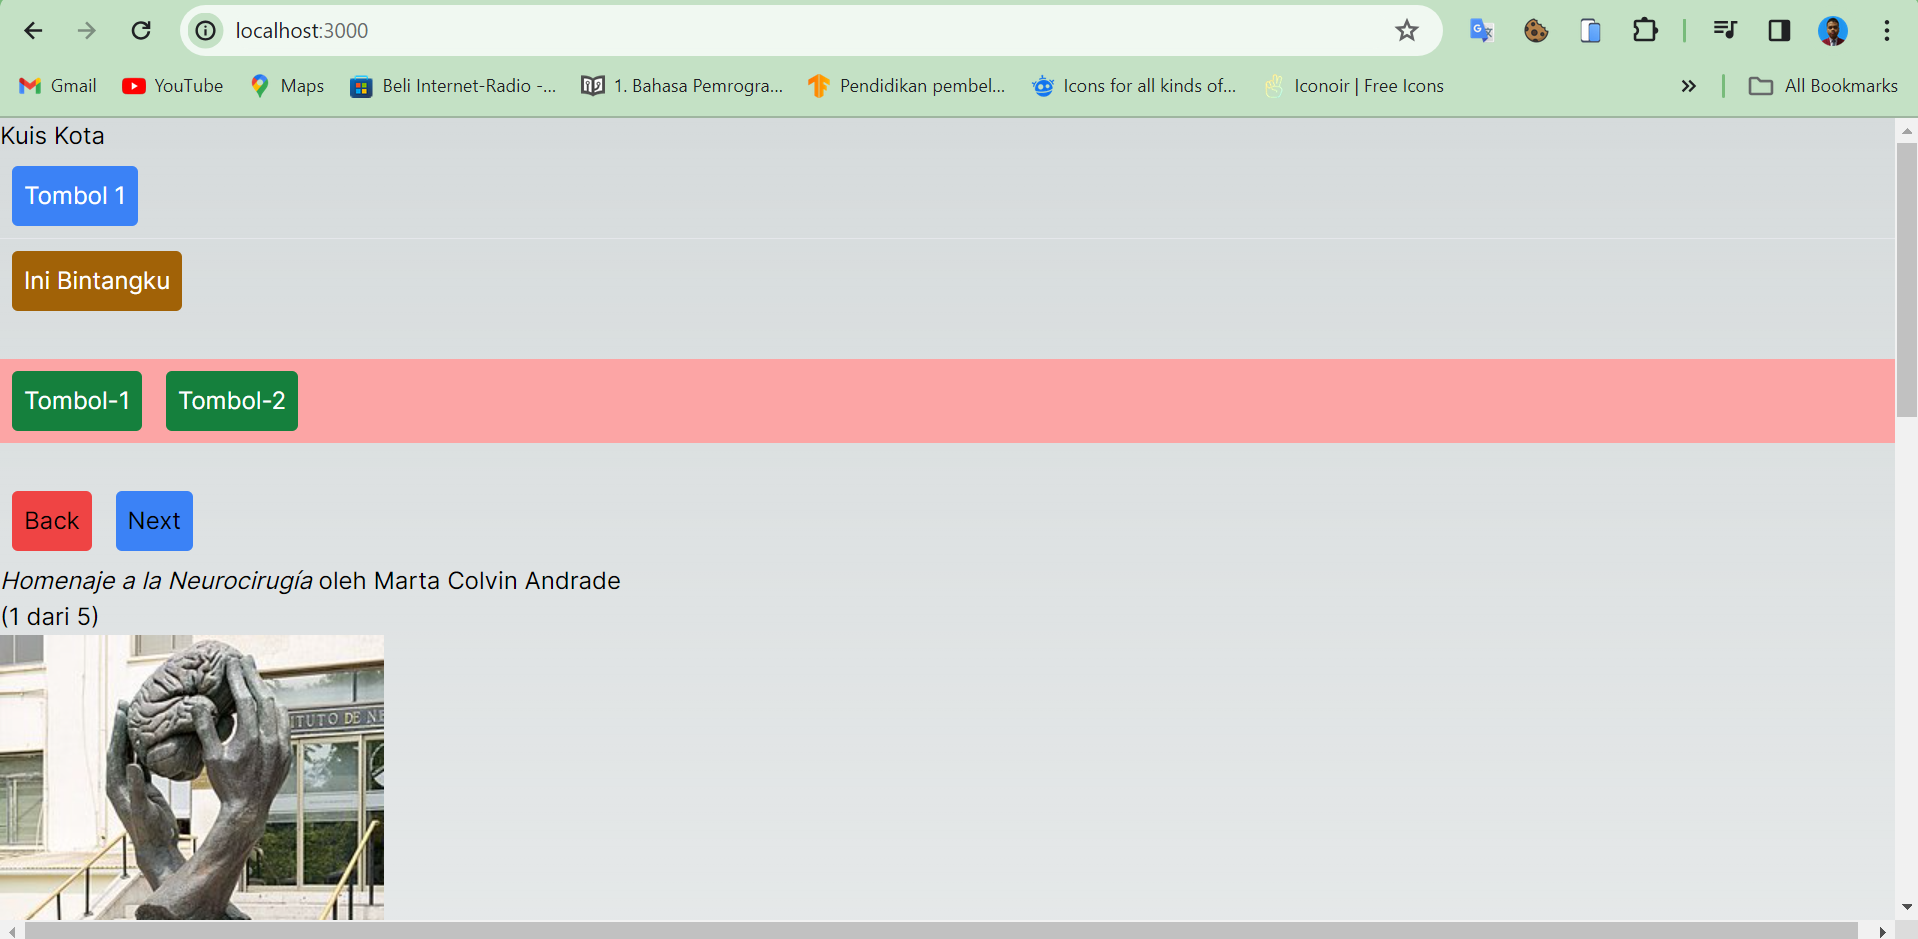 localhost:3000
Gmail YouTube Maps Beli Internet-Radio -... 1. Bahasa Pemrogra... Pendidikan pembel... Icons for all kinds of... Iconoir | Free Icons » All Bookmarks
Kuis Kota
Tombol 1
Ini Bintangku
Tombol-1 Tombol-2
Back Next
Homenaje a la Neurocirugía oleh Marta Colvin Andrade
(1 dari 5)
ITUTO DE NE